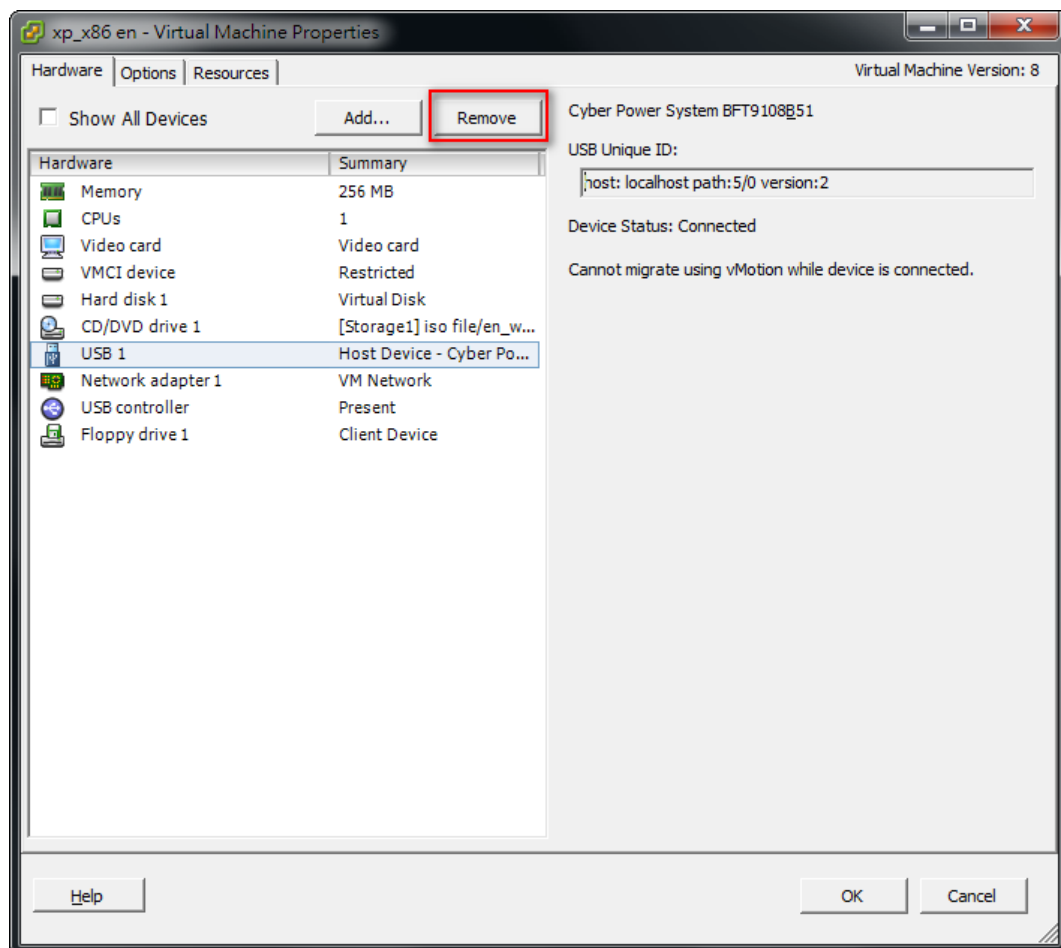 xp_x86 en - Virtual Machine Properties
Hardware Options Resources Virtual Machine Version: 8
Show All Devices Add... Remove
Cyber Power System BFT9108B51
USB Unique ID:
host: localhost path:5/0 version:2
Device Status: Connected
Cannot migrate using vMotion while device is connected.
Hardware Summary
Memory 256 MB
CPUs 1
Video card Video card
VMCI device Restricted
Hard disk 1 Virtual Disk
CD/DVD drive 1 [Storage1] iso file/en_w...
USB 1 Host Device - Cyber Po...
Network adapter 1 VM Network
USB controller Present
Floppy drive 1 Client Device
Help OK Cancel